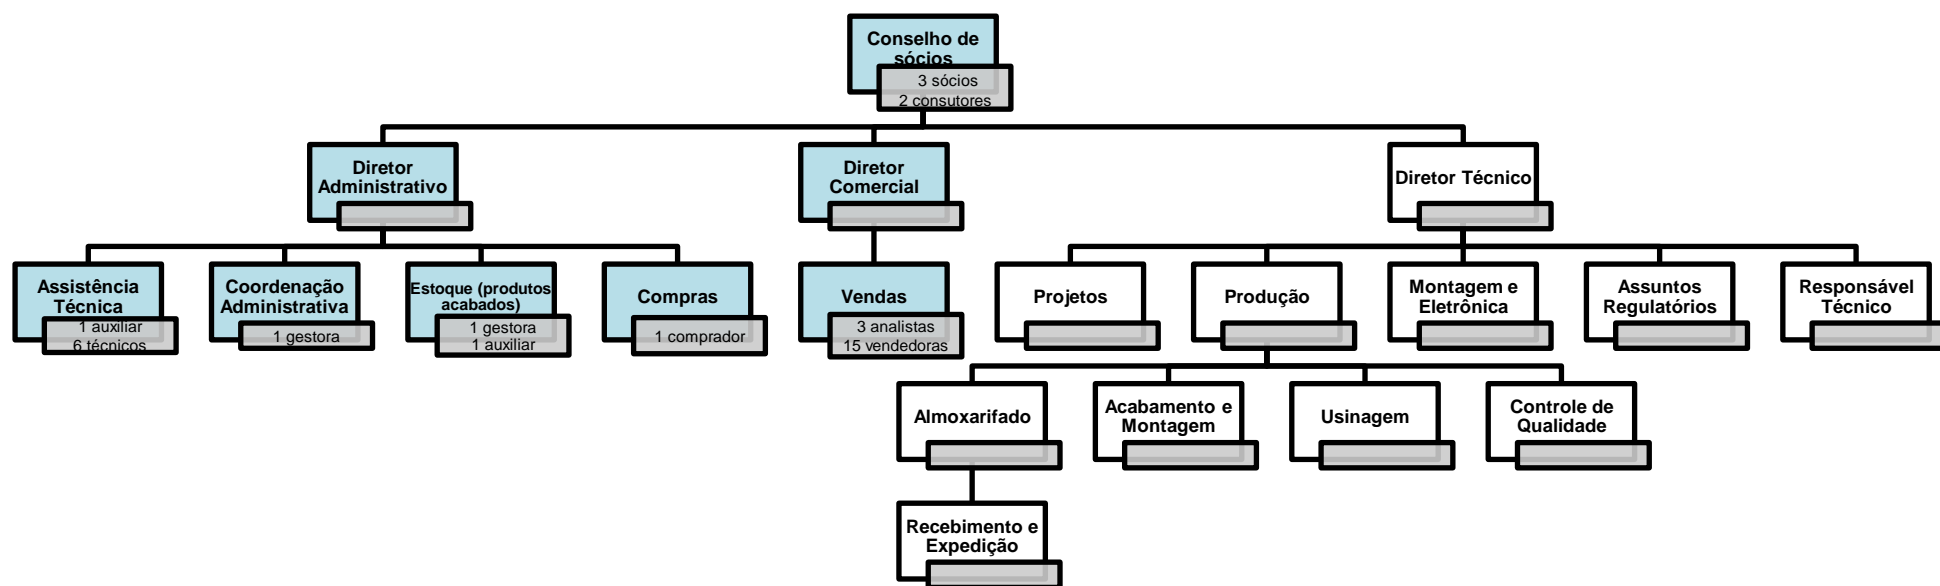 Conselho de
sócios
3 sócios
2 consutores
Diretor
Administrativo
Diretor
Comercial
Diretor Técnico
Assistência
Técnica
1 auxiliar
6 técnicos
Coordenação
Administrativa
1 gestora
Estoque (produtos
acabados)
1 gestora
1 auxiliar
Compras
1 comprador
Vendas
3 analistas
15 vendedoras
Projetos
Produção
Montagem e
Eletrônica
Assuntos
Regulatórios
Responsável
Técnico
Almoxarifado
Acabamento e
Montagem
Usinagem
Controle de
Qualidade
Recebimento e
Expedição